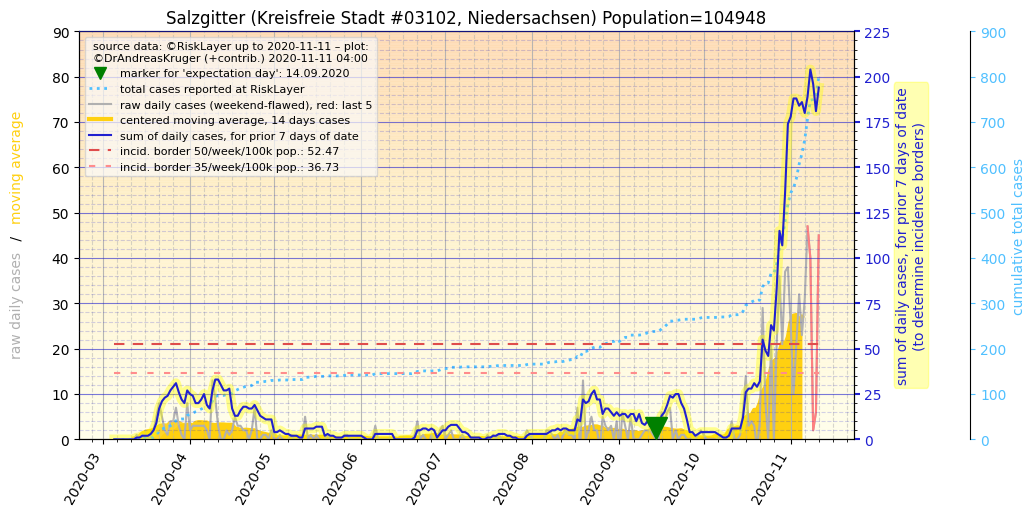 Salzgitter (Kreisfreie Stadt #03102, Niedersachsen) Population=104948
source data: ©RiskLayer up to 2020-11-11 – plot:
©DrAndreasKruger (+contrib.) 2020-11-11 04:00
marker for 'expectation day': 14.09.2020
total cases reported at RiskLayer
raw daily cases (weekend-flawed), red: last 5
centered moving average, 14 days cases
sum of daily cases, for prior 7 days of date
incid. border 50/week/100k pop.: 52.47
incid. border 35/week/100k pop.: 36.73
raw daily cases / moving average
90
80
70
60
50
40
30
20
10
0
225
200
175
150
125
100
75
50
25
0
sum of daily cases, for prior 7 days of date
(to determine incidence borders)
900
800
700
600
500
400
300
200
100
0
cumulative total cases
2020-03
2020-04
2020-05
2020-06
2020-07
2020-08
2020-09
2020-10
2020-11